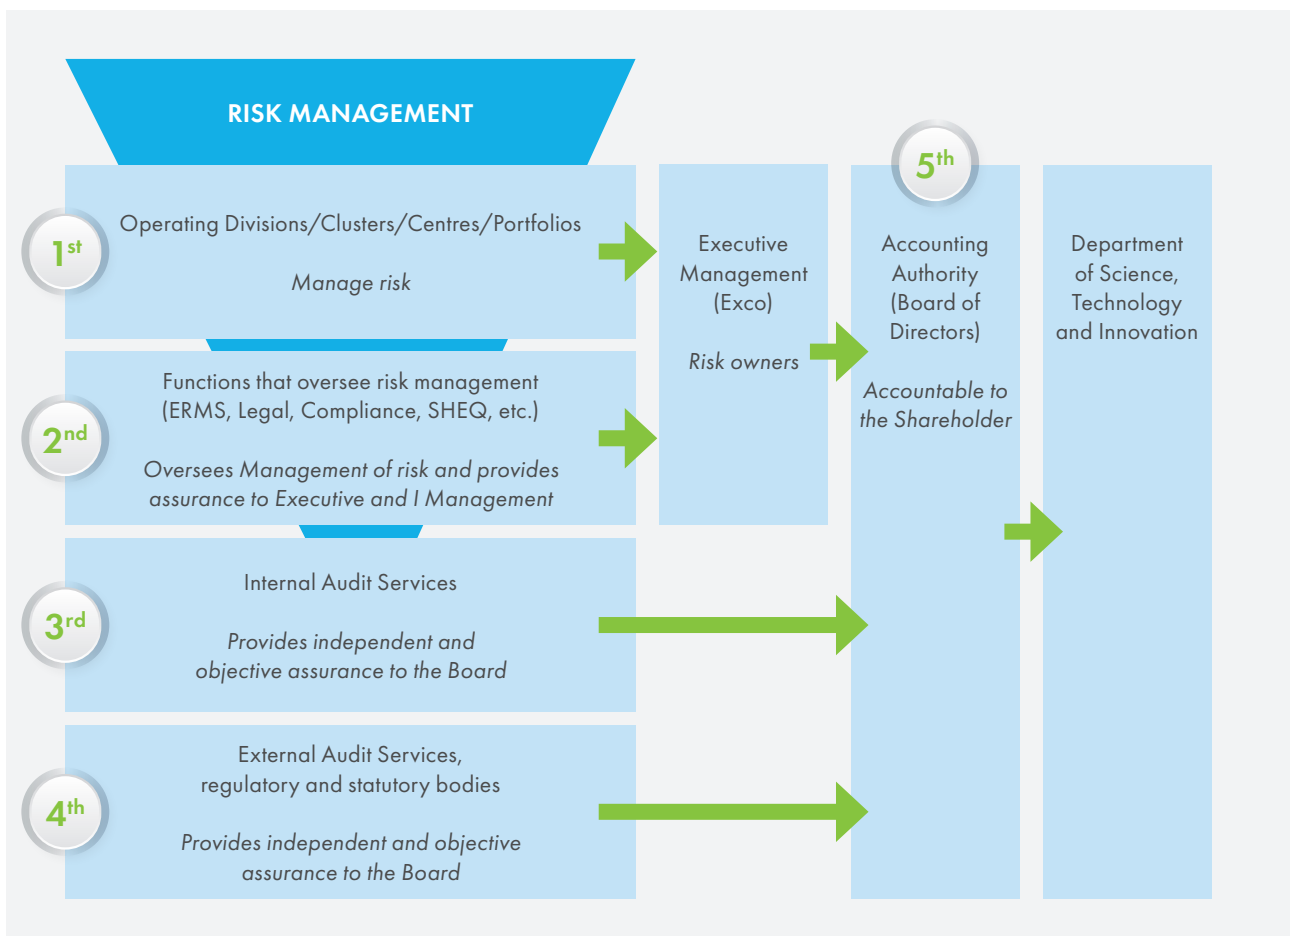 RISK MANAGEMENT
1st
Operating Divisions/Clusters/Centres/Portfolios
Manage risk
2nd
Functions that oversee risk management
(ERMS, Legal, Compliance, SHEQ, etc.)
Oversees Management of risk and provides
assurance to Executive and I Management
3rd
Internal Audit Services
Provides independent and
objective assurance to the Board
4th
External Audit Services,
regulatory and statutory bodies
Provides independent and objective
assurance to the Board
Executive
Management
(Exco)
Risk owners
5th
Accounting
Authority
(Board of
Directors)
Accountable to
the Shareholder
Department
of Science,
Technology
and Innovation